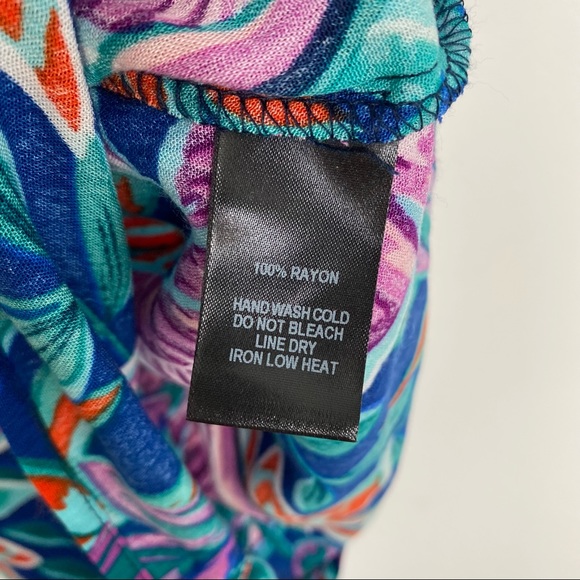 100% RAYON
HAND WASH COLD
DO NOT BLEACH
LINE DRY
IRON LOW HEAT